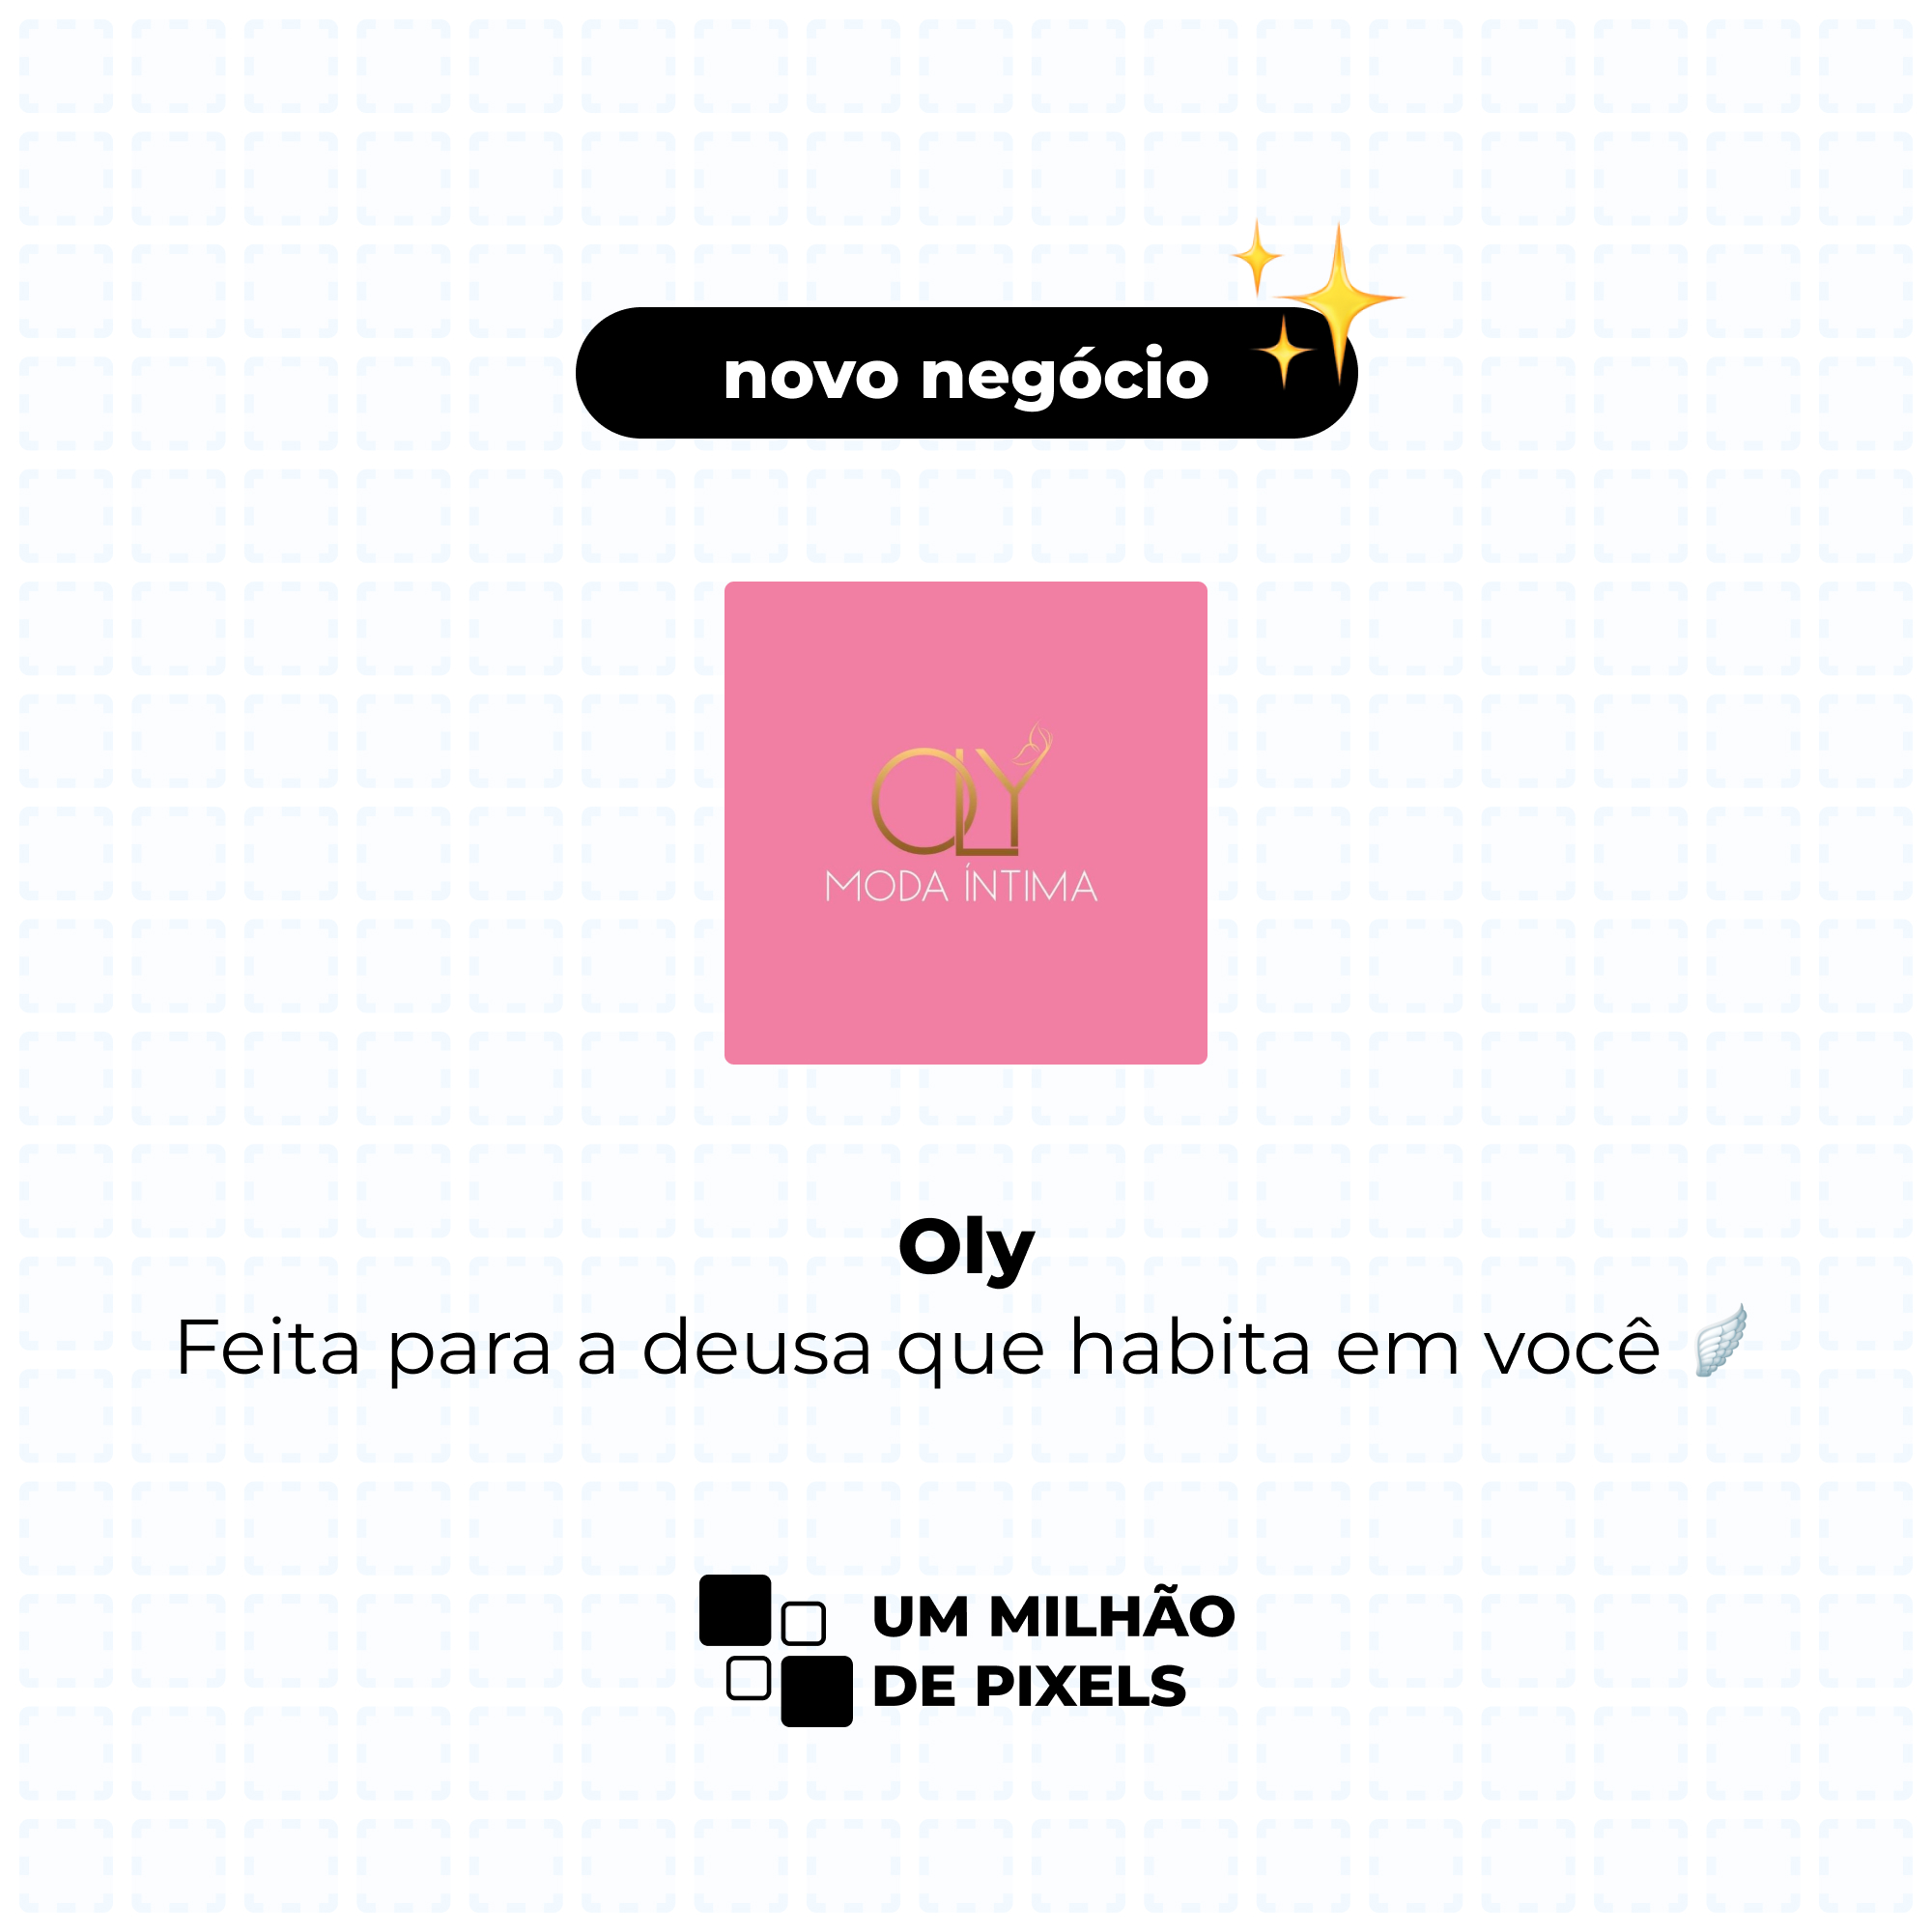 novo negócio
OLY
MODA ÍNTIMA
Oly
Feita para a deusa que habita em você 🪽
UM MILHÃO
DE PIXELS